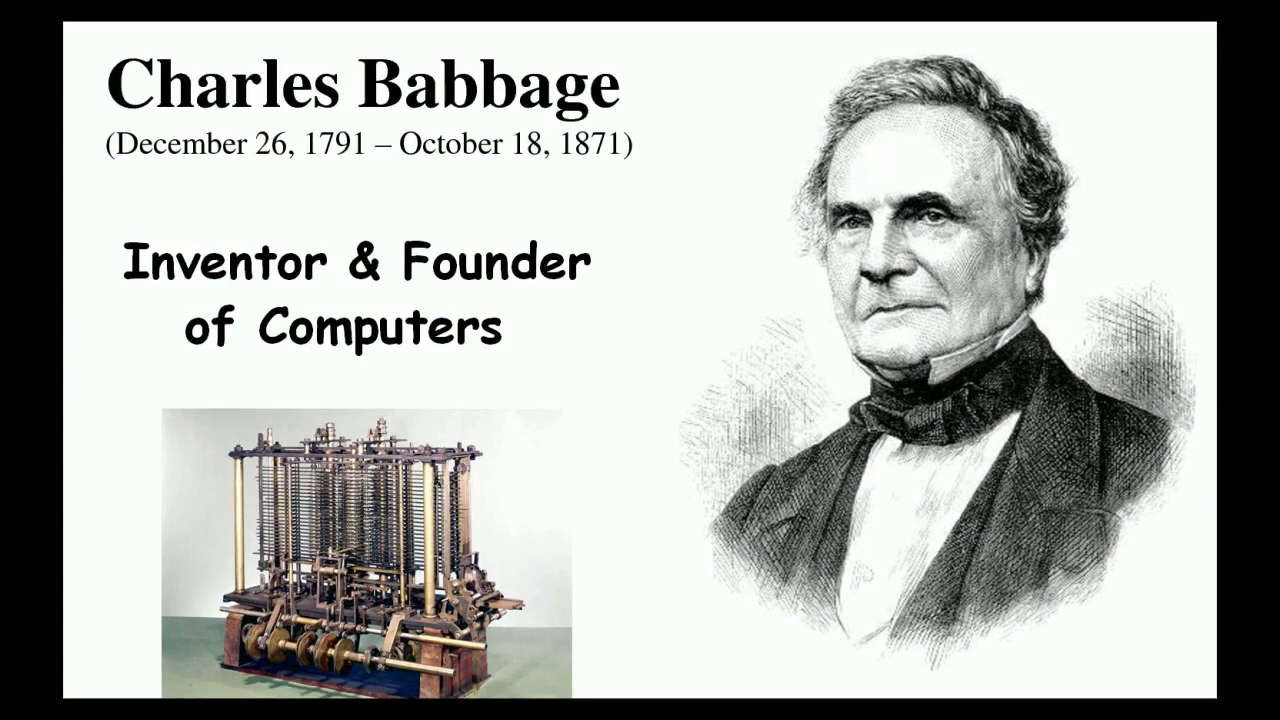 Charles Babbage
(December 26, 1791 – October 18, 1871)
Inventor & Founder
of Computers